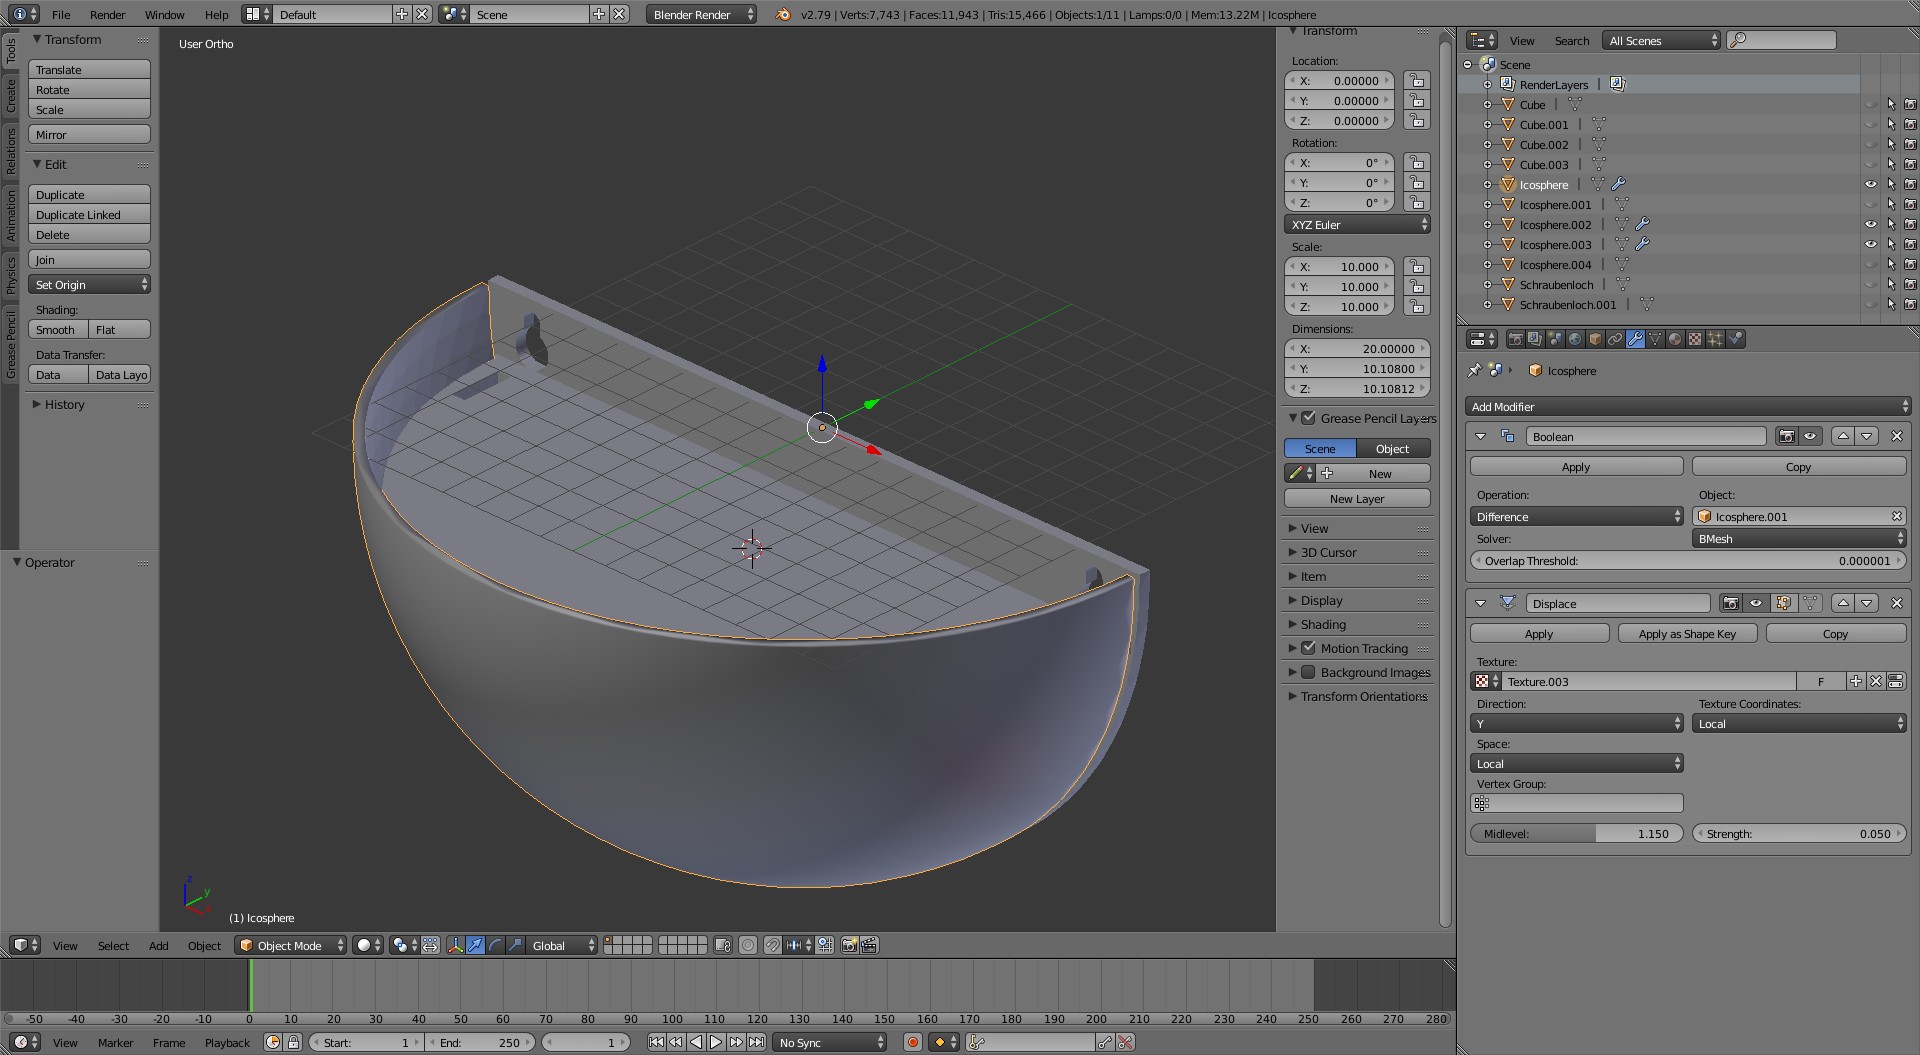 File Render Window Help Default Scene Blender Render v2.79 | Verts:7,743 | Faces:11,943 | Tris:15,466 | Objects:1/11 | Lamps:0/0 | Mem:13.22M | Icosphere
Tools
Create
Relations
Animation
Physics
Grease Pencil
Transform
Translate
Rotate
Scale
Mirror
Edit
Duplicate
Duplicate Linked
Delete
Join
Set Origin
Shading:
Smooth Flat
Data Transfer:
Data Data Layo
History
Operator
User Ortho
z
y
(1) Icosphere
Transform
Location:
X: 0.00000
Y: 0.00000
Z: 0.00000
Rotation:
X: 0°
Y: 0°
Z: 0°
XYZ Euler
Scale:
X: 10.000
Y: 10.000
Z: 10.000
Dimensions:
X: 20.00000
Y: 10.10800
Z: 10.10812
Grease Pencil Layers
Scene Object
New
New Layer
View
3D Cursor
Item
Display
Shading
Motion Tracking
Background Images
Transform Orientations
View Search All Scenes
Scene
RenderLayers |
Cube |
Cube.001 |
Cube.002 |
Cube.003 |
Icosphere |
Icosphere.001 |
Icosphere.002 |
Icosphere.003 |
Icosphere.004 |
Schraubenloch |
Schraubenloch.001 |
Icosphere
Add Modifier
Boolean
Apply Copy
Operation: Object:
Difference Icosphere.001
Solver: BMesh
Overlap Threshold: 0.000001
Displace
Apply Apply as Shape Key Copy
Texture:
Texture.003 F
Direction: Texture Coordinates:
Y Local
Space:
Local
Vertex Group:
Midlevel: 1.150 Strength: 0.050
View Select Add Object Object Mode Global
-50 -40 -30 -20 -10 0 10 20 30 40 50 60 70 80 90 100 110 120 130 140 150 160 170 180 190 200 210 220 230 240 250 260 270 280
View Marker Frame Playback Start: 1 End: 250 1 No Sync